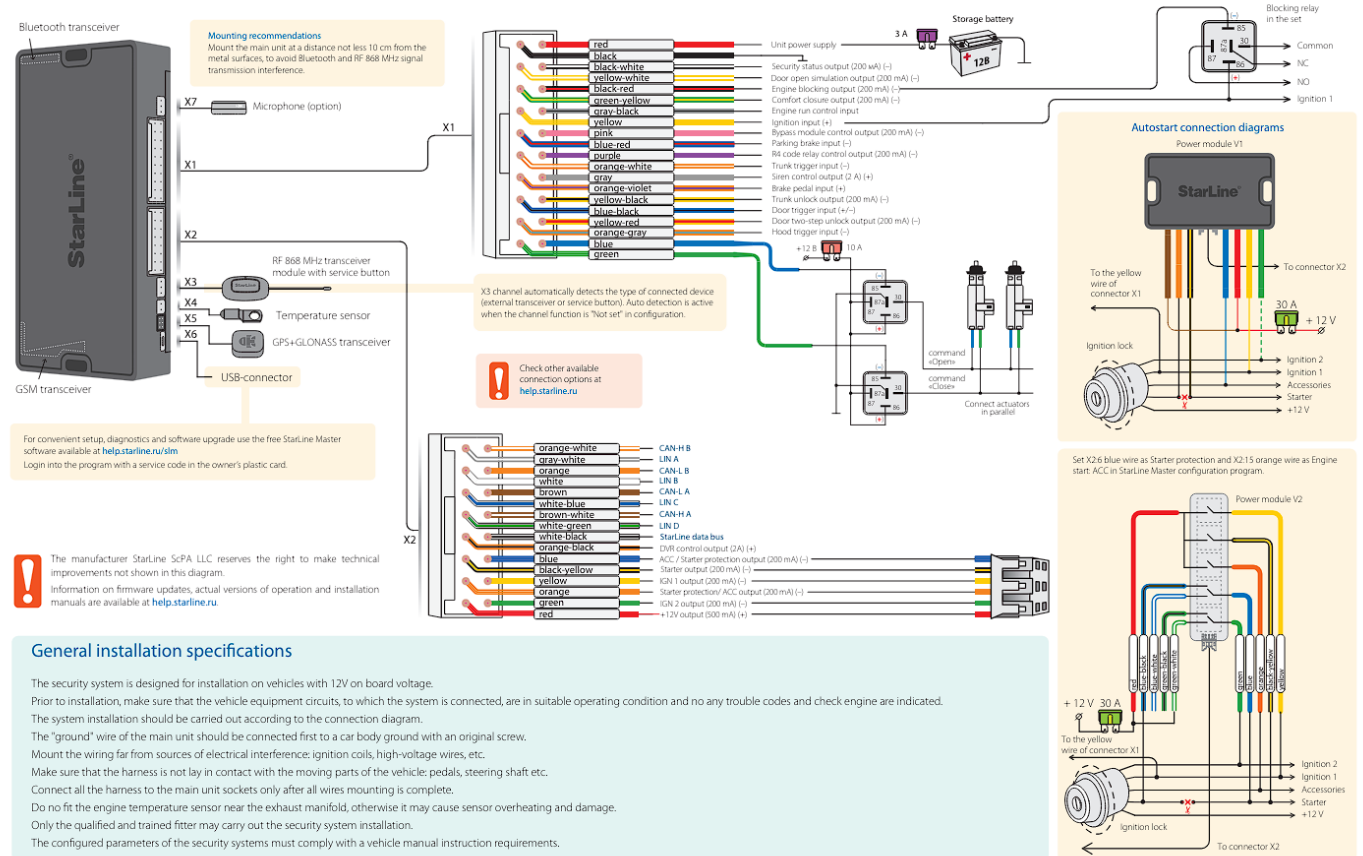 Bluetooth transceiver
Mounting recommendations
Mount the main unit at a distance not less 10 cm from the
metal surfaces, to avoid Bluetooth and RF 868 MHz signal
transmission interference.
StarLine®
X7
Microphone (option)
X1
X1
X2
RF 868 MHz transceiver
module with service button
X3
StarLine
X4
Temperature sensor
X5
GPS+GLONASS transceiver
X6
USB-connector
GSM transceiver
For convenient setup, diagnostics and software upgrade use the free StarLine Master
software available at help.starline.ru/slm
Login into the program with a service code in the owner's plastic card.
The manufacturer StarLine ScPA LLC reserves the right to make technical
improvements not shown in this diagram.
Information on firmware updates, actual versions of operation and installation
manuals are available at help.starline.ru.
red Unit power supply
black
black-white Security status output (200 мА) (–)
yellow-white Door open simulation output (200 mA) (–)
black-red Engine blocking output (200 mA) (–)
green-yellow Comfort closure output (200 mA) (–)
gray-black Engine run control input
yellow Ignition input (+)
pink Bypass module control output (200 mA) (–)
blue-red Parking brake input (–)
purple R4 code relay control output (200 mA) (–)
orange-white Trunk trigger input (–)
gray Siren control output (2 A) (+)
orange-violet Brake pedal input (+)
yellow-black Trunk unlock output (200 mA) (–)
blue-black Door trigger input (+/–)
yellow-red Door two-step unlock output (200 mA) (–)
orange-gray Hood trigger input (–)
blue
green
3 A
Storage battery
12В
Blocking relay
in the set
(–)
85
87a
30
87
86
(+)
Common
NC
NO
Ignition 1
+12 В
10 A
(–)
85
87a
30
87
86
(+)
command
«Open»
command
«Close»
(–)
85
87a
30
87
86
(+)
Connect actuators
in parallel
X3 channel automatically detects the type of connected device
(external transceiver or service button). Auto detection is active
when the channel function is "Not set" in configuration.
Check other available
connection options at
help.starline.ru
X2
orange-white CAN-H B
gray-white LIN A
orange CAN-L B
white LIN B
brown CAN-L A
white-blue LIN C
brown-white CAN-H A
white-green LIN D
white-black StarLine data bus
orange-black DVR control output (2A) (+)
blue ACC / Starter protection output (200 mA) (–)
black-yellow Starter output (200 mA) (–)
yellow IGN 1 output (200 mA) (–)
orange Starter protection/ ACC output (200 mA) (–)
green IGN 2 output (200 mA) (–)
red +12V output (500 mA) (+)
Autostart connection diagrams
Power module V1
StarLine®
To connector X2
To the yellow
wire of
connector X1
30 A
+ 12 V
Ignition lock
Ignition 2
Ignition 1
Accessories
Starter
+12 V
Set X2:6 blue wire as Starter protection and X2:15 orange wire as Engine
start: ACC in StarLine Master configuration program.
Power module V2
red
blue-black
blue-white
green-black
green-white
green
blue
orange
black-yellow
yellow
+ 12 V 30 A
To the yellow
wire of connector X1
Ignition 2
Ignition 1
Accessories
Starter
+12 V
Ignition lock
To connector X2
General installation specifications
The security system is designed for installation on vehicles with 12V on board voltage.
Prior to installation, make sure that the vehicle equipment circuits, to which the system is connected, are in suitable operating condition and no any trouble codes and check engine are indicated.
The system installation should be carried out according to the connection diagram.
The "ground" wire of the main unit should be connected first to a car body ground with an original screw.
Mount the wiring far from sources of electrical interference: ignition coils, high-voltage wires, etc.
Make sure that the harness is not lay in contact with the moving parts of the vehicle: pedals, steering shaft etc.
Connect all the harness to the main unit sockets only after all wires mounting is complete.
Do no fit the engine temperature sensor near the exhaust manifold, otherwise it may cause sensor overheating and damage.
Only the qualified and trained fitter may carry out the security system installation.
The configured parameters of the security systems must comply with a vehicle manual instruction requirements.